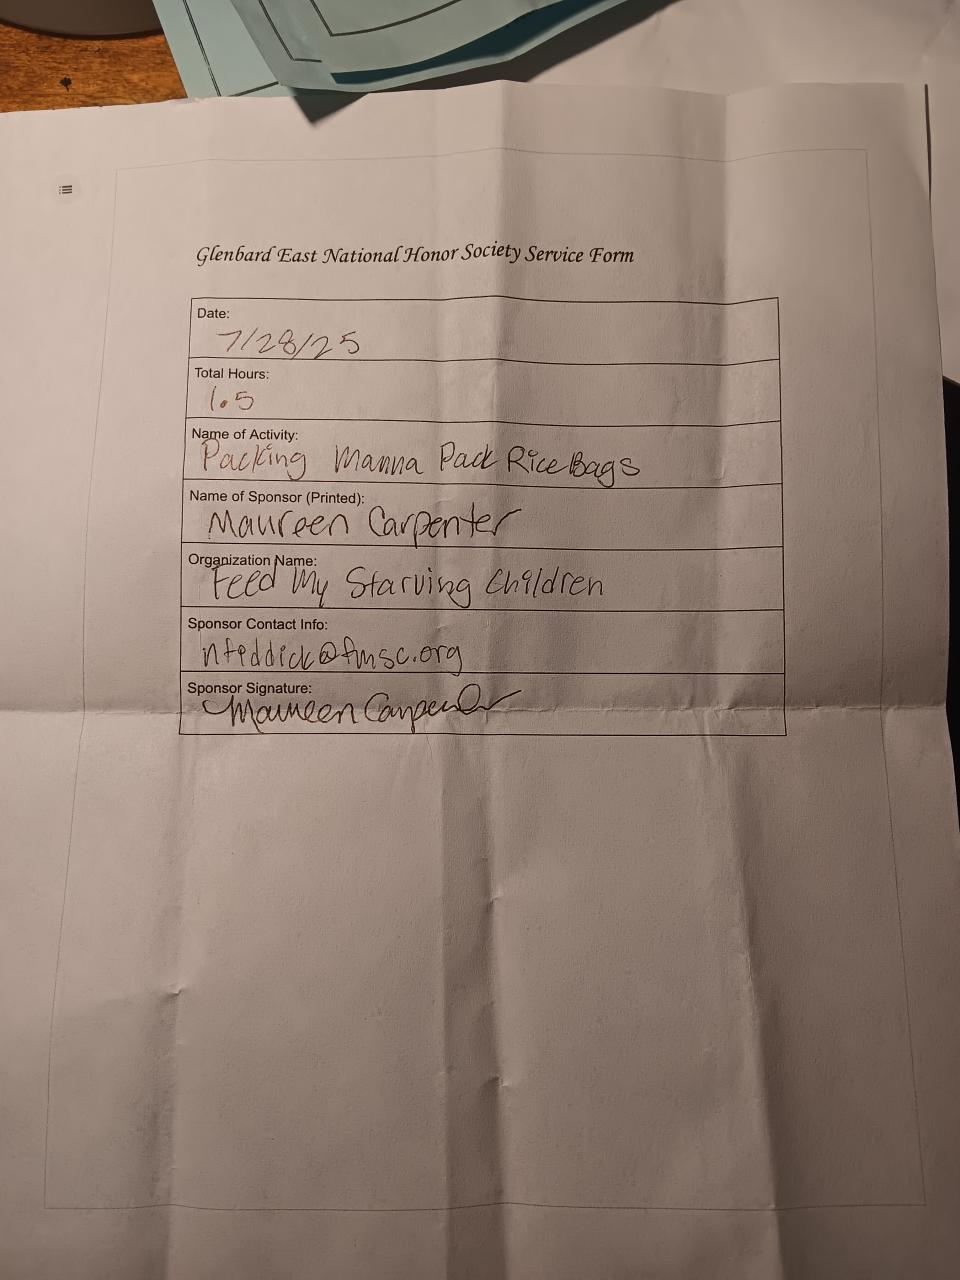 Glenbard East National Honor Society Service Form
Date:
7/28/25
Total Hours:
1.5
Name of Activity:
Packing Manna Pack Rice Bags
Name of Sponsor (Printed):
Maureen Carpenter
Organization Name:
Feed My Starving Children
Sponsor Contact Info:
nfeddick@fmsc.org
Sponsor Signature:
Maureen Carpenter